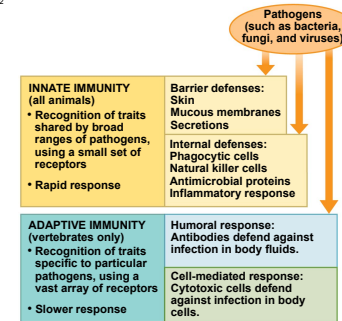 Pathogens
(such as bacteria,
fungi, and viruses)
INNATE IMMUNITY
(all animals)
• Recognition of traits
shared by broad
ranges of pathogens,
using a small set of
receptors
• Rapid response
Barrier defenses:
Skin
Mucous membranes
Secretions
Internal defenses:
Phagocytic cells
Natural killer cells
Antimicrobial proteins
Inflammatory response
ADAPTIVE IMMUNITY
(vertebrates only)
• Recognition of traits
specific to particular
pathogens, using a
vast array of receptors
• Slower response
Humoral response:
Antibodies defend against
infection in body fluids.
Cell-mediated response:
Cytotoxic cells defend
against infection in body
cells.